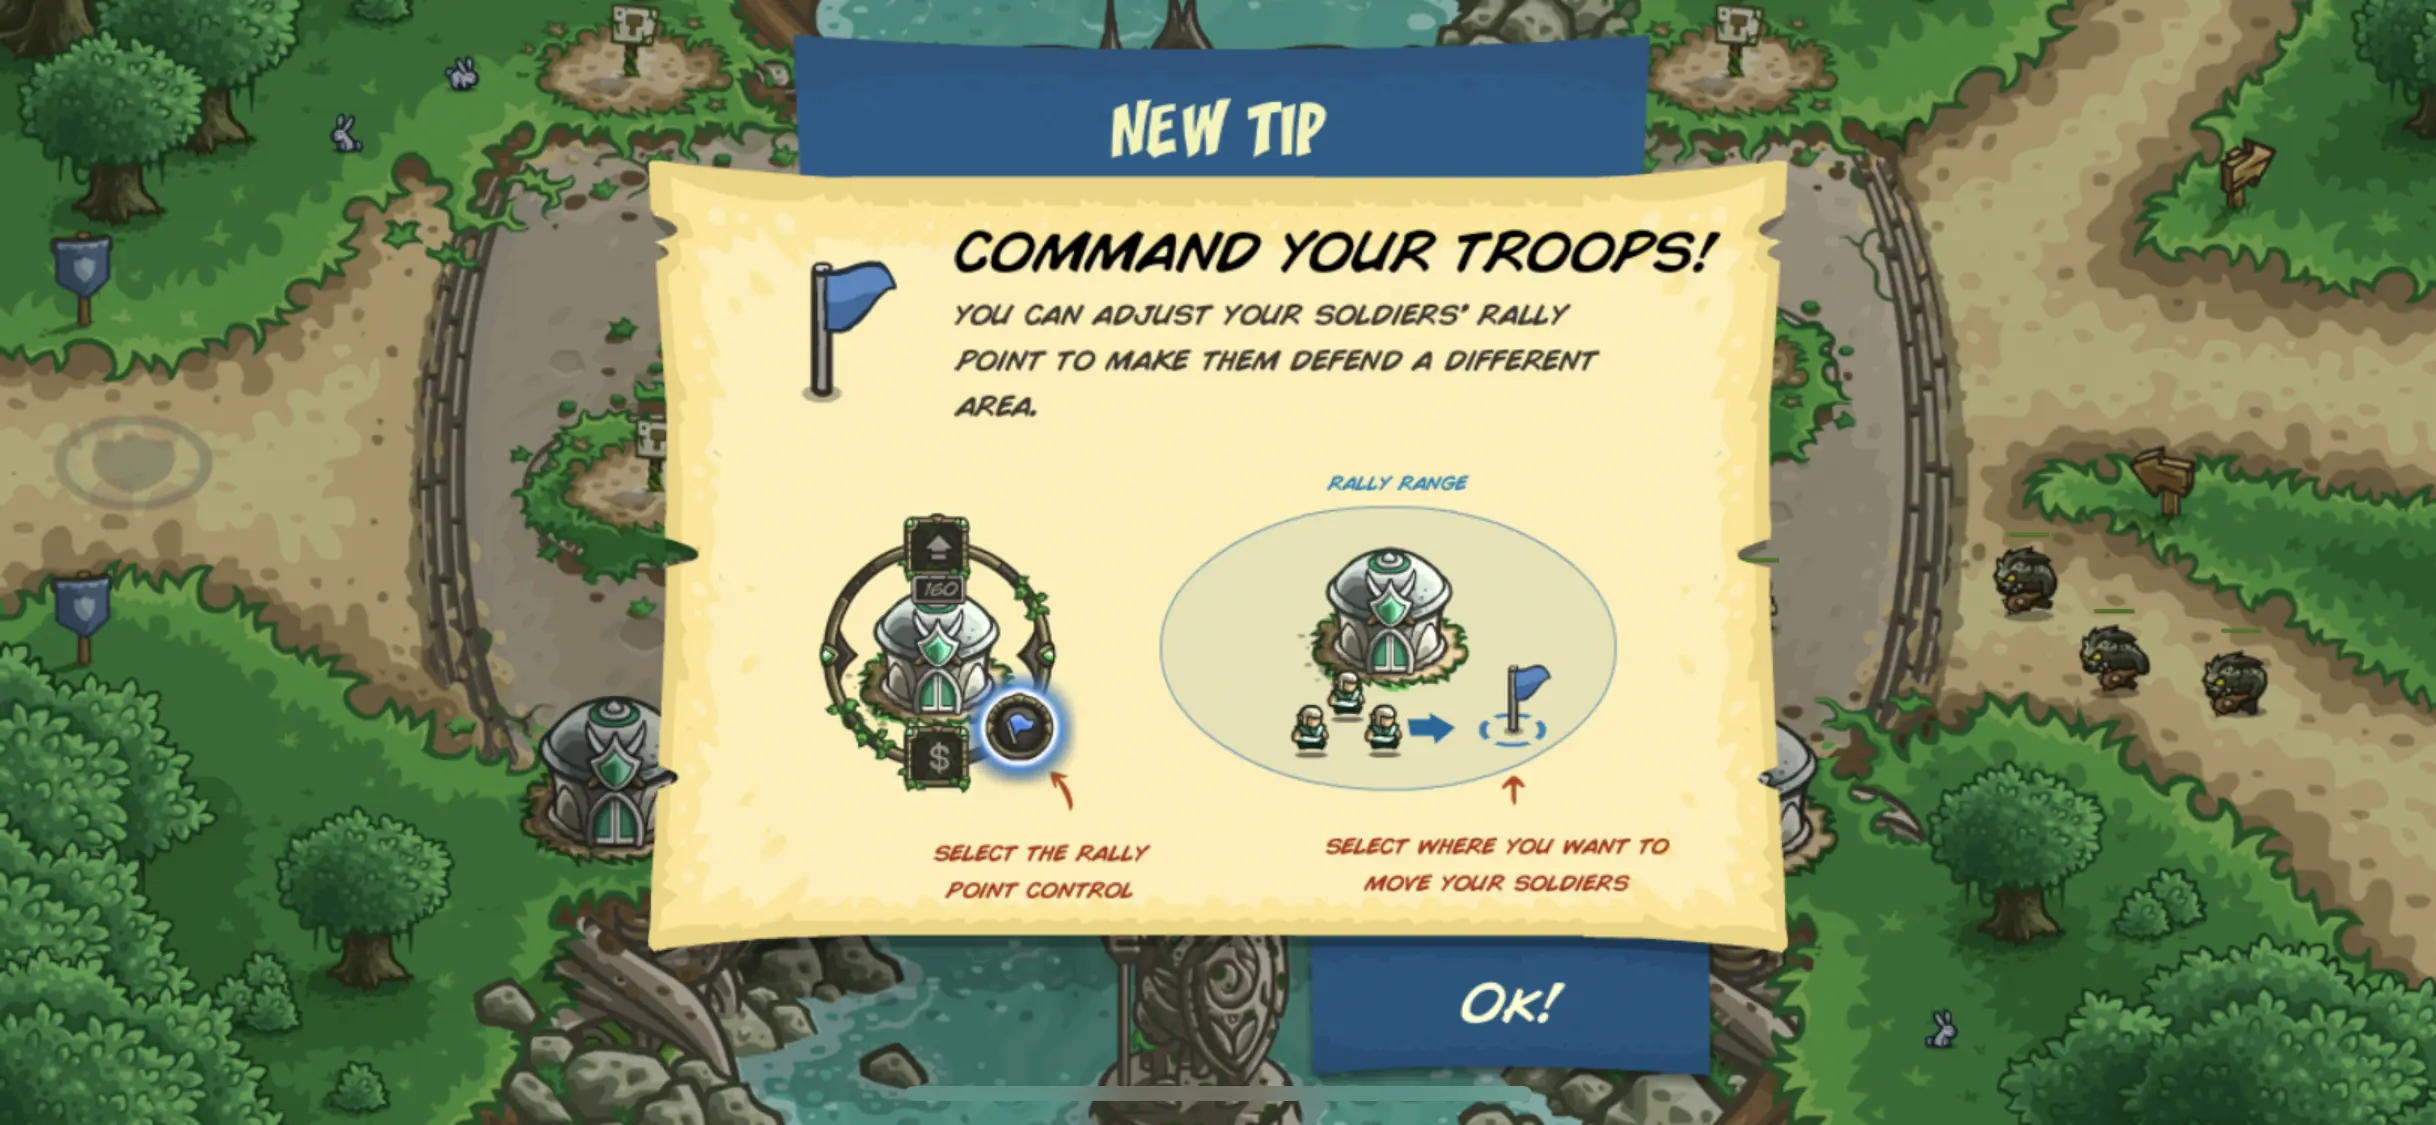 NEW TIP
COMMAND YOUR TROOPS!
YOU CAN ADJUST YOUR SOLDIERS' RALLY
POINT TO MAKE THEM DEFEND A DIFFERENT
AREA.
RALLY RANGE
160
$
SELECT THE RALLY
POINT CONTROL
SELECT WHERE YOU WANT TO
MOVE YOUR SOLDIERS
OK!